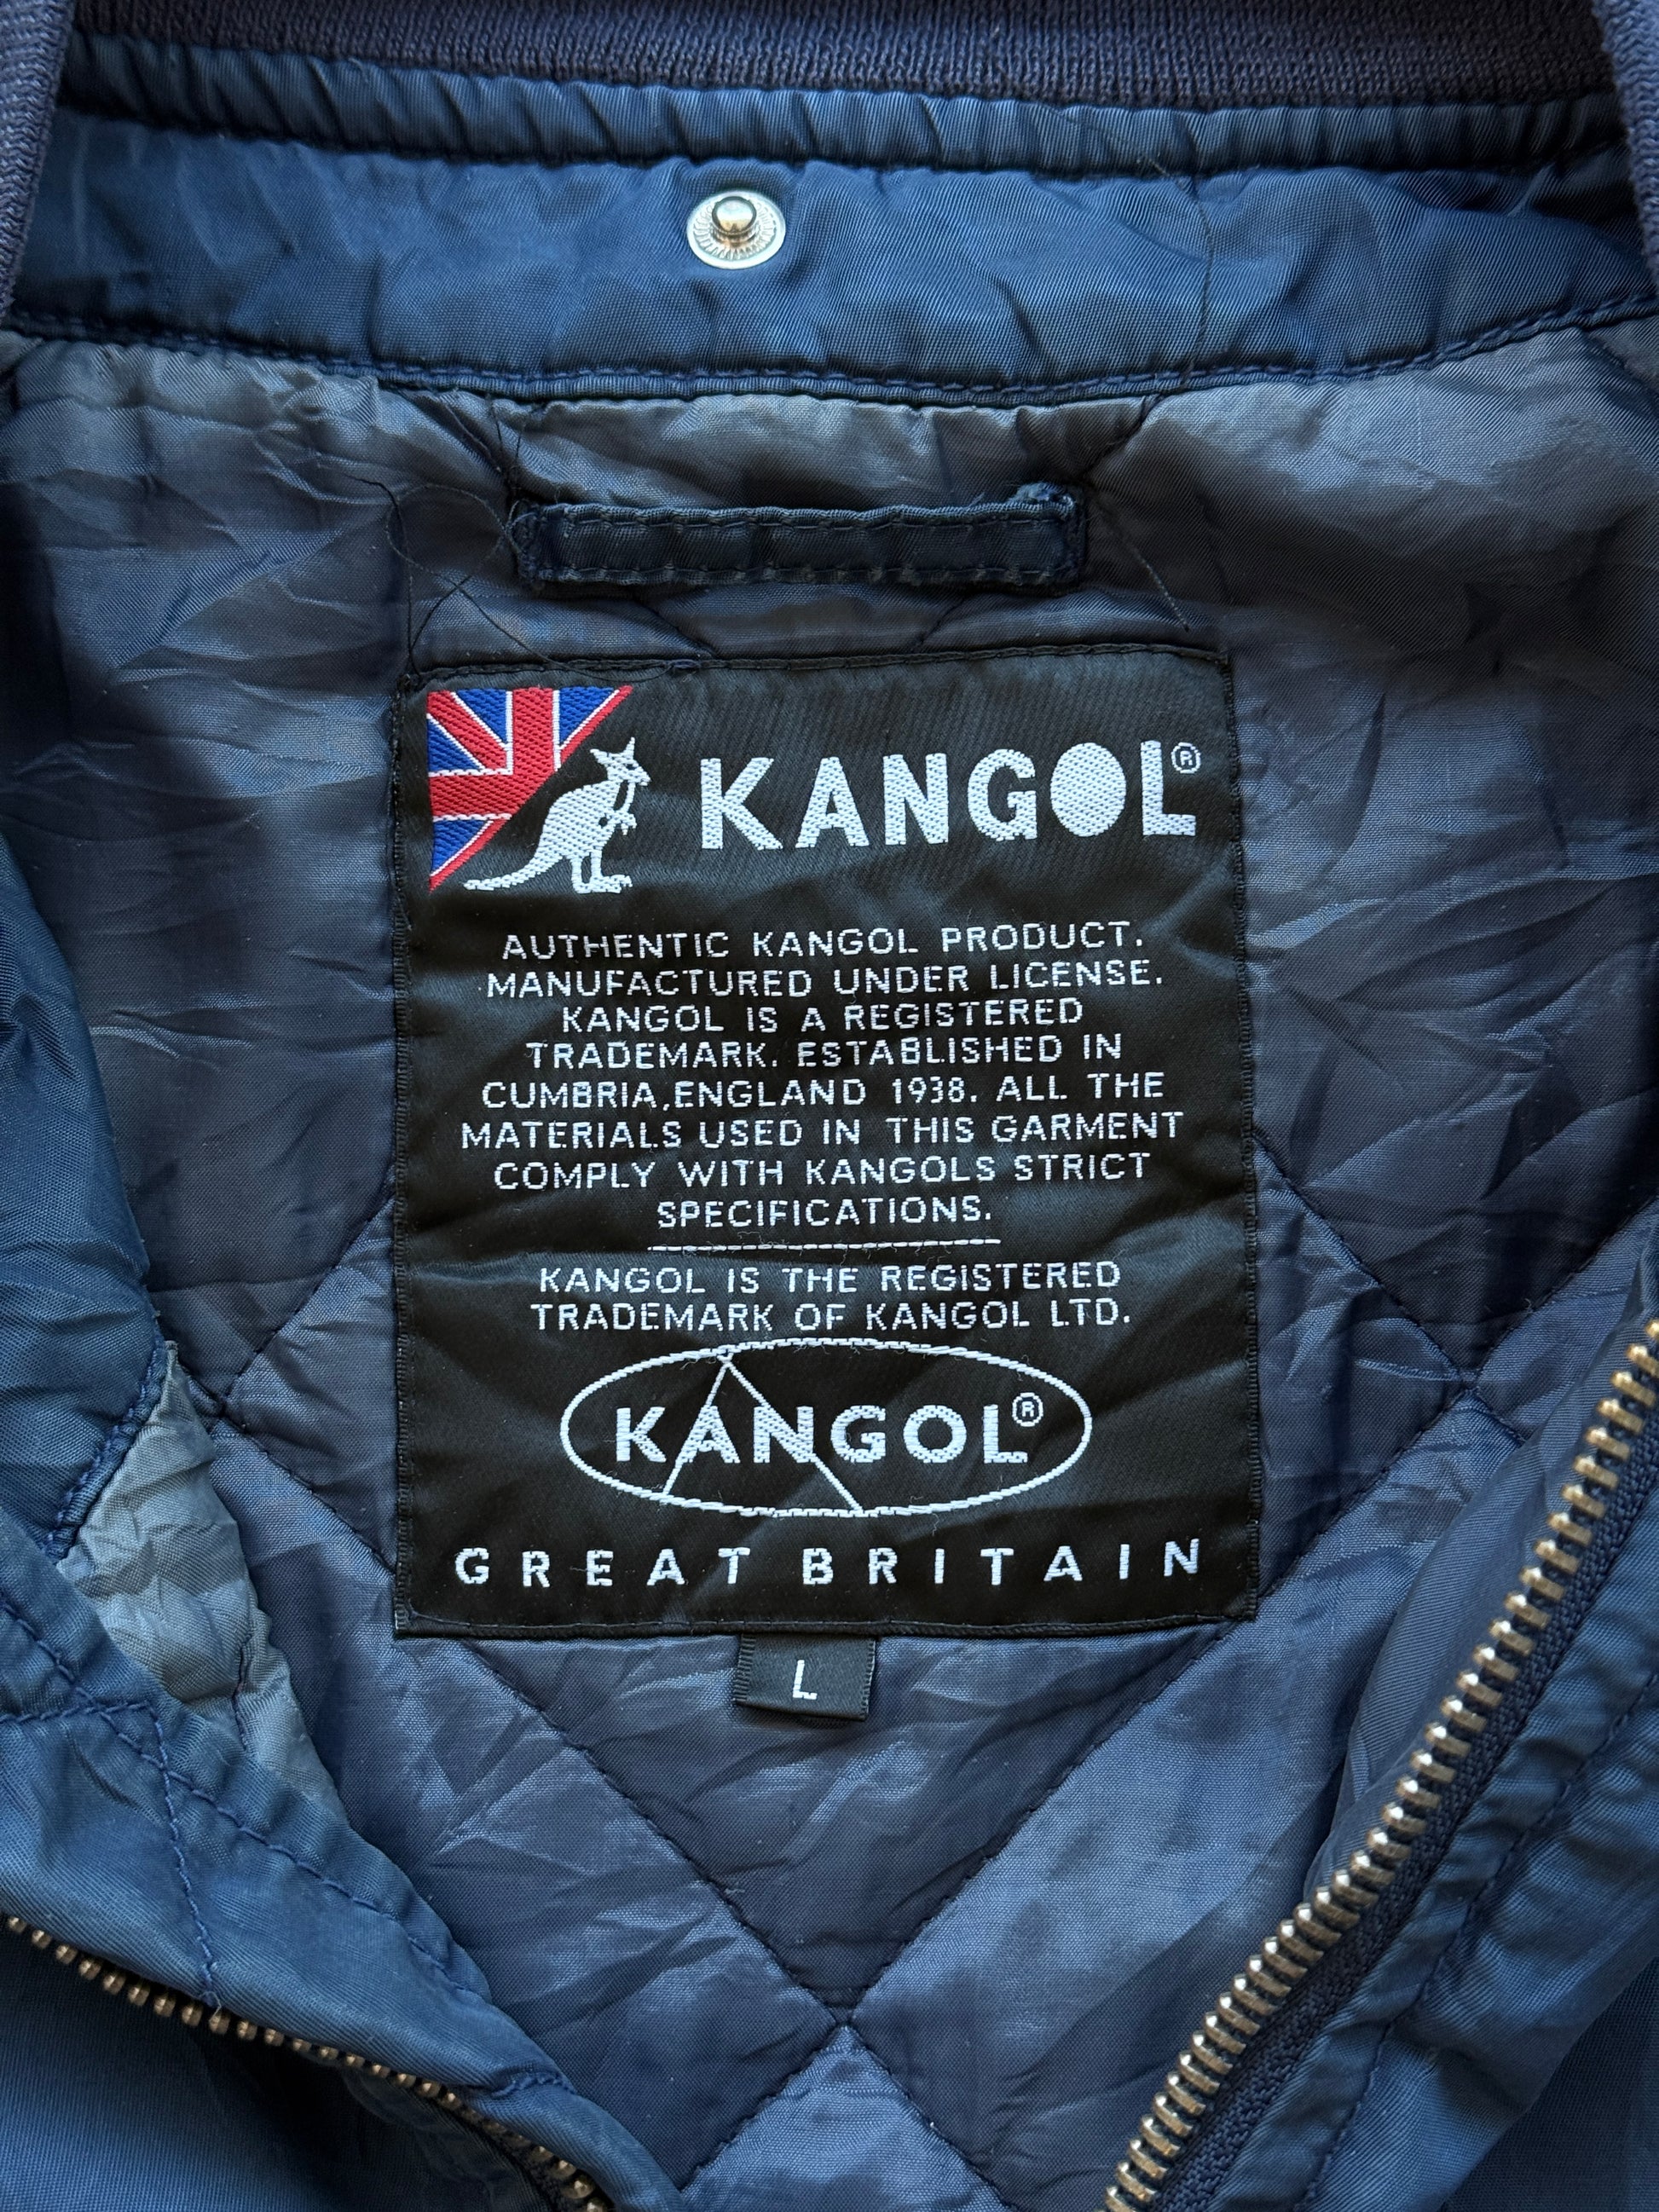 KANGOL®
AUTHENTIC KANGOL PRODUCT.
MANUFACTURED UNDER LICENSE.
KANGOL IS A REGISTERED
TRADEMARK. ESTABLISHED IN
CUMBRIA,ENGLAND 1938. ALL THE
MATERIALS USED IN THIS GARMENT
COMPLY WITH KANGOLS STRICT
SPECIFICATIONS.
KANGOL IS THE REGISTERED
TRADEMARK OF KANGOL LTD.
KANGOL®
GREAT BRITAIN
L